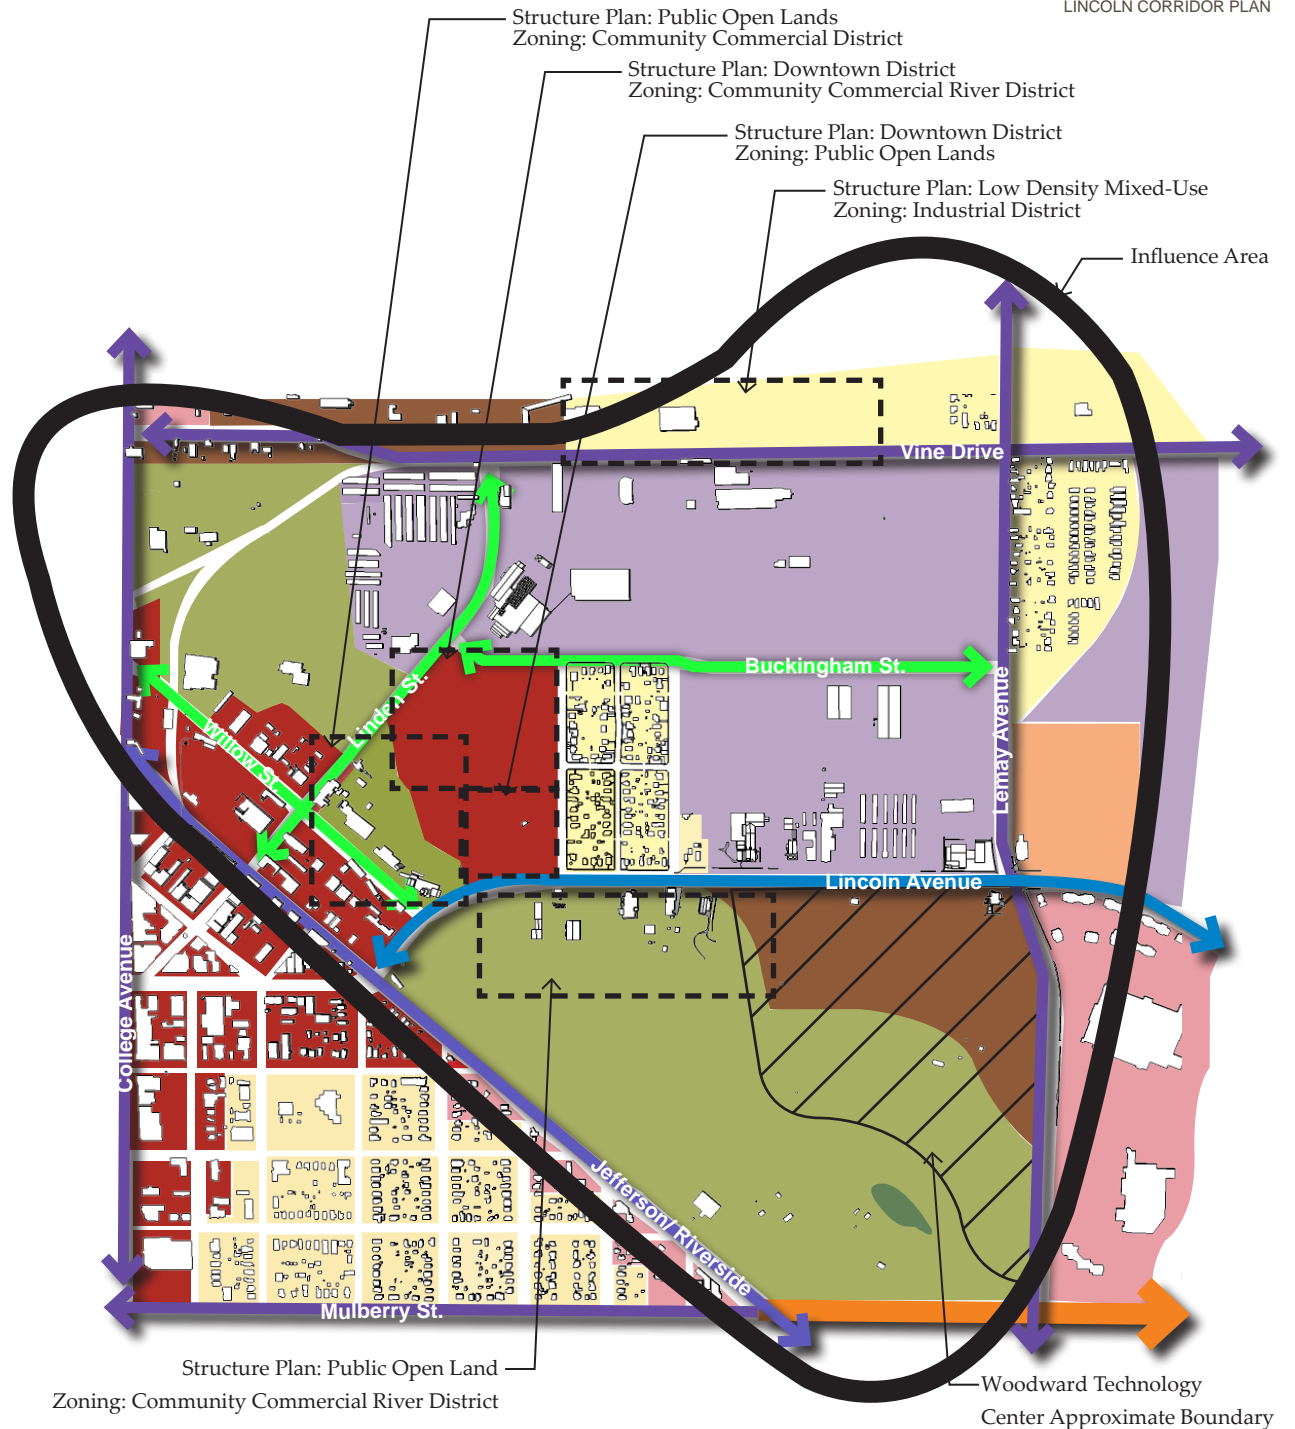 LINCOLN CORRIDOR PLAN
Structure Plan: Public Open Lands
Zoning: Community Commercial District
Structure Plan: Downtown District
Zoning: Community Commercial River District
Structure Plan: Downtown District
Zoning: Public Open Lands
Structure Plan: Low Density Mixed-Use
Zoning: Industrial District
Influence Area
Vine Drive
Buckingham St.
Linden St.
Willow St.
Lemay Avenue
Lincoln Avenue
College Avenue
Jefferson/ Riverside
Mulberry St.
Structure Plan: Public Open Land
Zoning: Community Commercial River District
Woodward Technology
Center Approximate Boundary